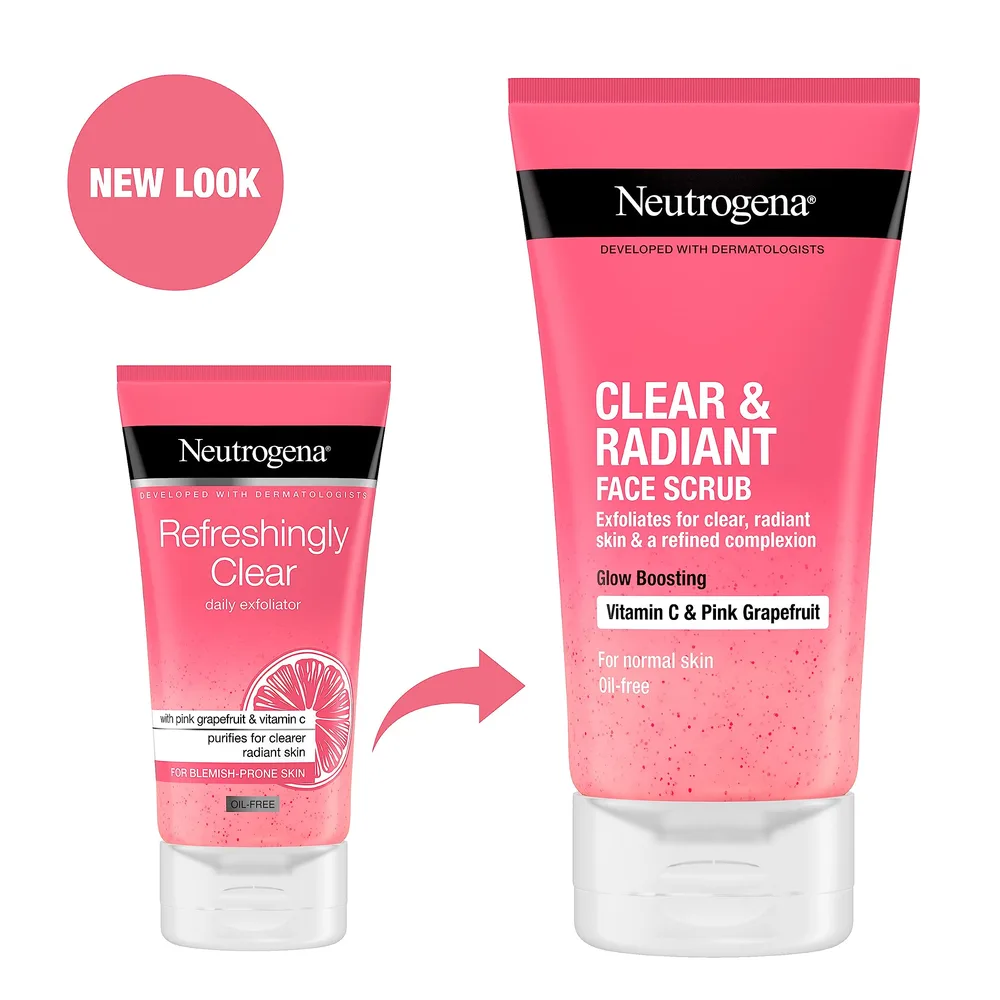 NEW LOOK
Neutrogena®
DEVELOPED WITH DERMATOLOGISTS
Refreshingly
Clear
daily exfoliator
with pink grapefruit & vitamin c
purifies for clearer
radiant skin
FOR BLEMISH-PRONE SKIN
OIL-FREE
Neutrogena®
DEVELOPED WITH DERMATOLOGISTS
CLEAR &
RADIANT
FACE SCRUB
Exfoliates for clear, radiant
skin & a refined complexion
Glow Boosting
Vitamin C & Pink Grapefruit
For normal skin
Oil-free